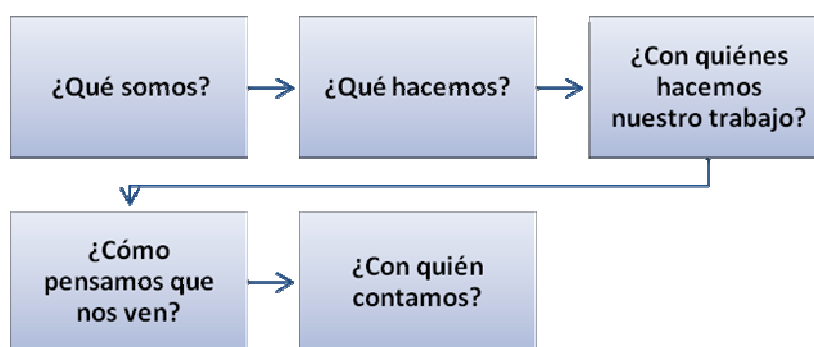 ¿Qué somos?
¿Qué hacemos?
¿Con quiénes
hacemos
nuestro trabajo?
¿Cómo
pensamos que
nos ven?
¿Con quién
contamos?